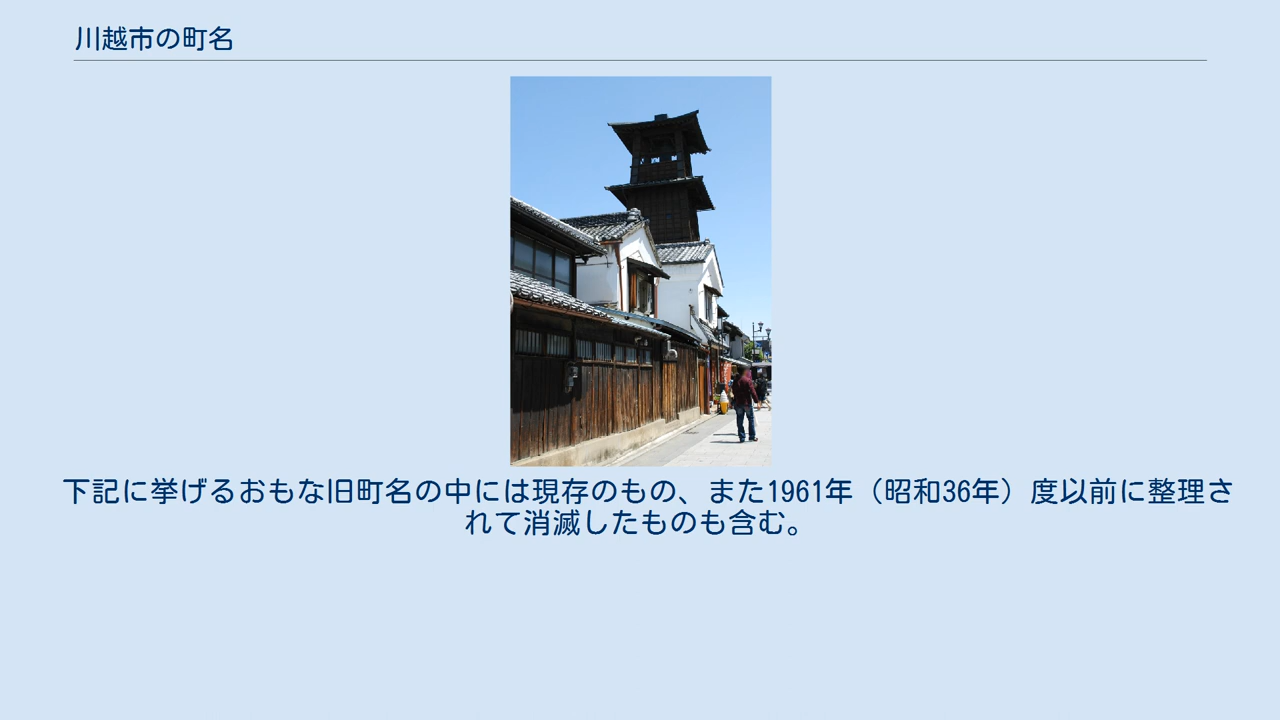 川越市の町名
下記に挙げるおもな旧町名の中には現存のもの、また1961年（昭和36年）度以前に整理さ
れて消滅したものも含む。